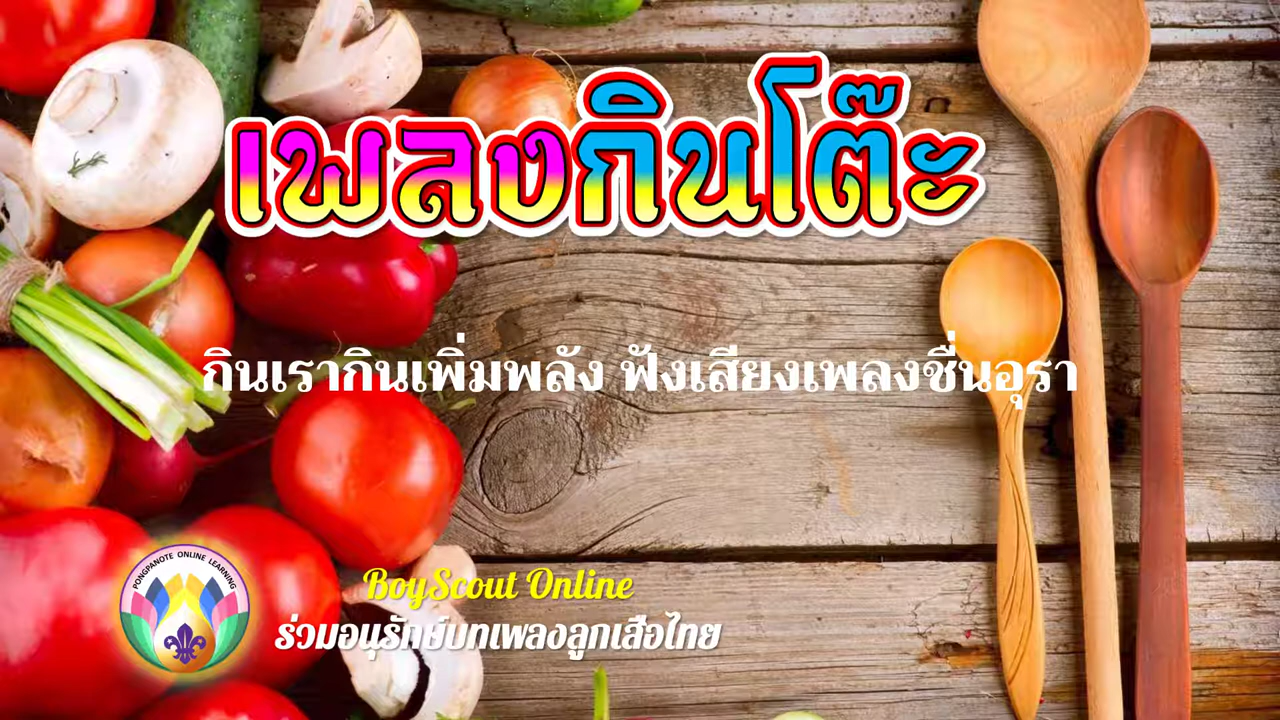 เพลงกินโต๊ะ
กินเรากินเพิ่มพลัง ฟังเสียงเพลงชื่นอุรา
PONGPANOTE ONLINE LEARNING
BoyScout Online
ร่วมอนุรักษ์บทเพลงลูกเสือไทย